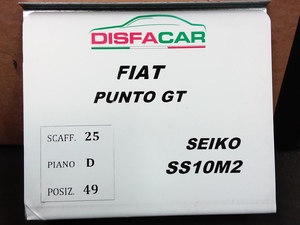 DISFACAR
FIAT
PUNTO GT
SCAFF. 25
PIANO D
POSIZ. 49
SEIKO
SS10M2